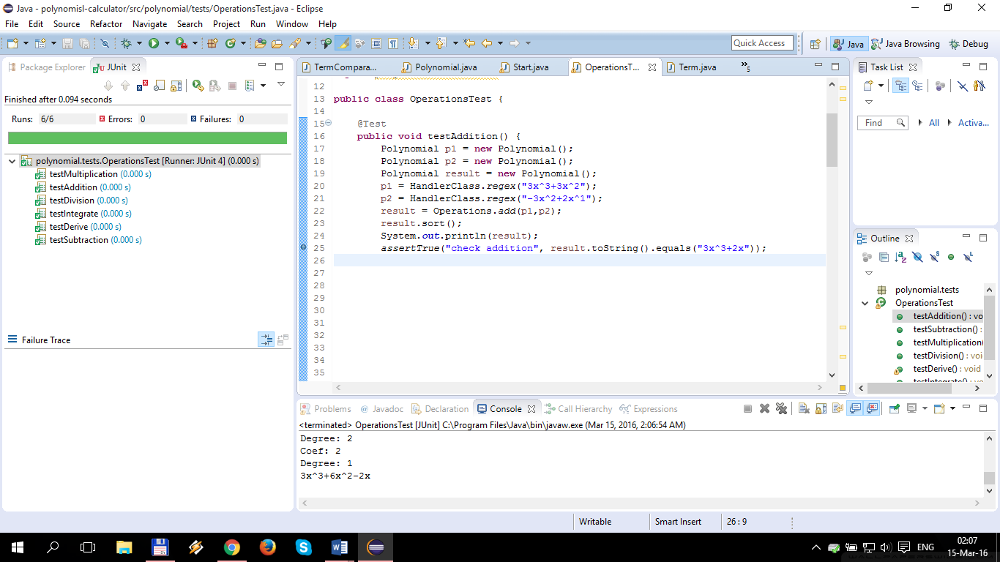 Java - polynomisl-calculator/src/polynomial/tests/OperationsTest.java - Eclipse
File Edit Source Refactor Navigate Search Project Run Window Help
Quick Access
Java Java Browsing Debug
Package Explorer JUnit
Finished after 0.094 seconds
Runs: 6/6 Errors: 0 Failures: 0
polynomial.tests.OperationsTest [Runner: JUnit 4] (0.000 s)
testMultiplication (0.000 s)
testAddition (0.000 s)
testDivision (0.000 s)
testIntegrate (0.000 s)
testDerive (0.000 s)
testSubtraction (0.000 s)
Failure Trace
TermCompara... Polynomial.java Start.java OperationsT... Term.java »5
12
13 public class OperationsTest {
14
15 @Test
16 public void testAddition() {
17 Polynomial p1 = new Polynomial();
18 Polynomial p2 = new Polynomial();
19 Polynomial result = new Polynomial();
20 p1 = HandlerClass.regex("3x^3+3x^2");
21 p2 = HandlerClass.regex("-3x^2+2x^1");
22 result = Operations.add(p1,p2);
23 result.sort();
24 System.out.println(result);
25 assertTrue("check addition", result.toString().equals("3x^3+2x"));
26
27
28
29
30
31
32
33
34
35
Task List
Find All Activa...
Outline
polynomial.tests
OperationsTest
testAddition() : vo
testSubtraction() :
testMultiplication(
testDivision() : voi
testDerive() : void
testIntegrate() : vo
Problems @ Javadoc Declaration Console Call Hierarchy Expressions
<terminated> OperationsTest [JUnit] C:\Program Files\Java\bin\javaw.exe (Mar 15, 2016, 2:06:54 AM)
Degree: 2
Coef: 2
Degree: 1
3x^3+6x^2-2x
Writable Smart Insert 26 : 9
ENG
02:07
15-Mar-16